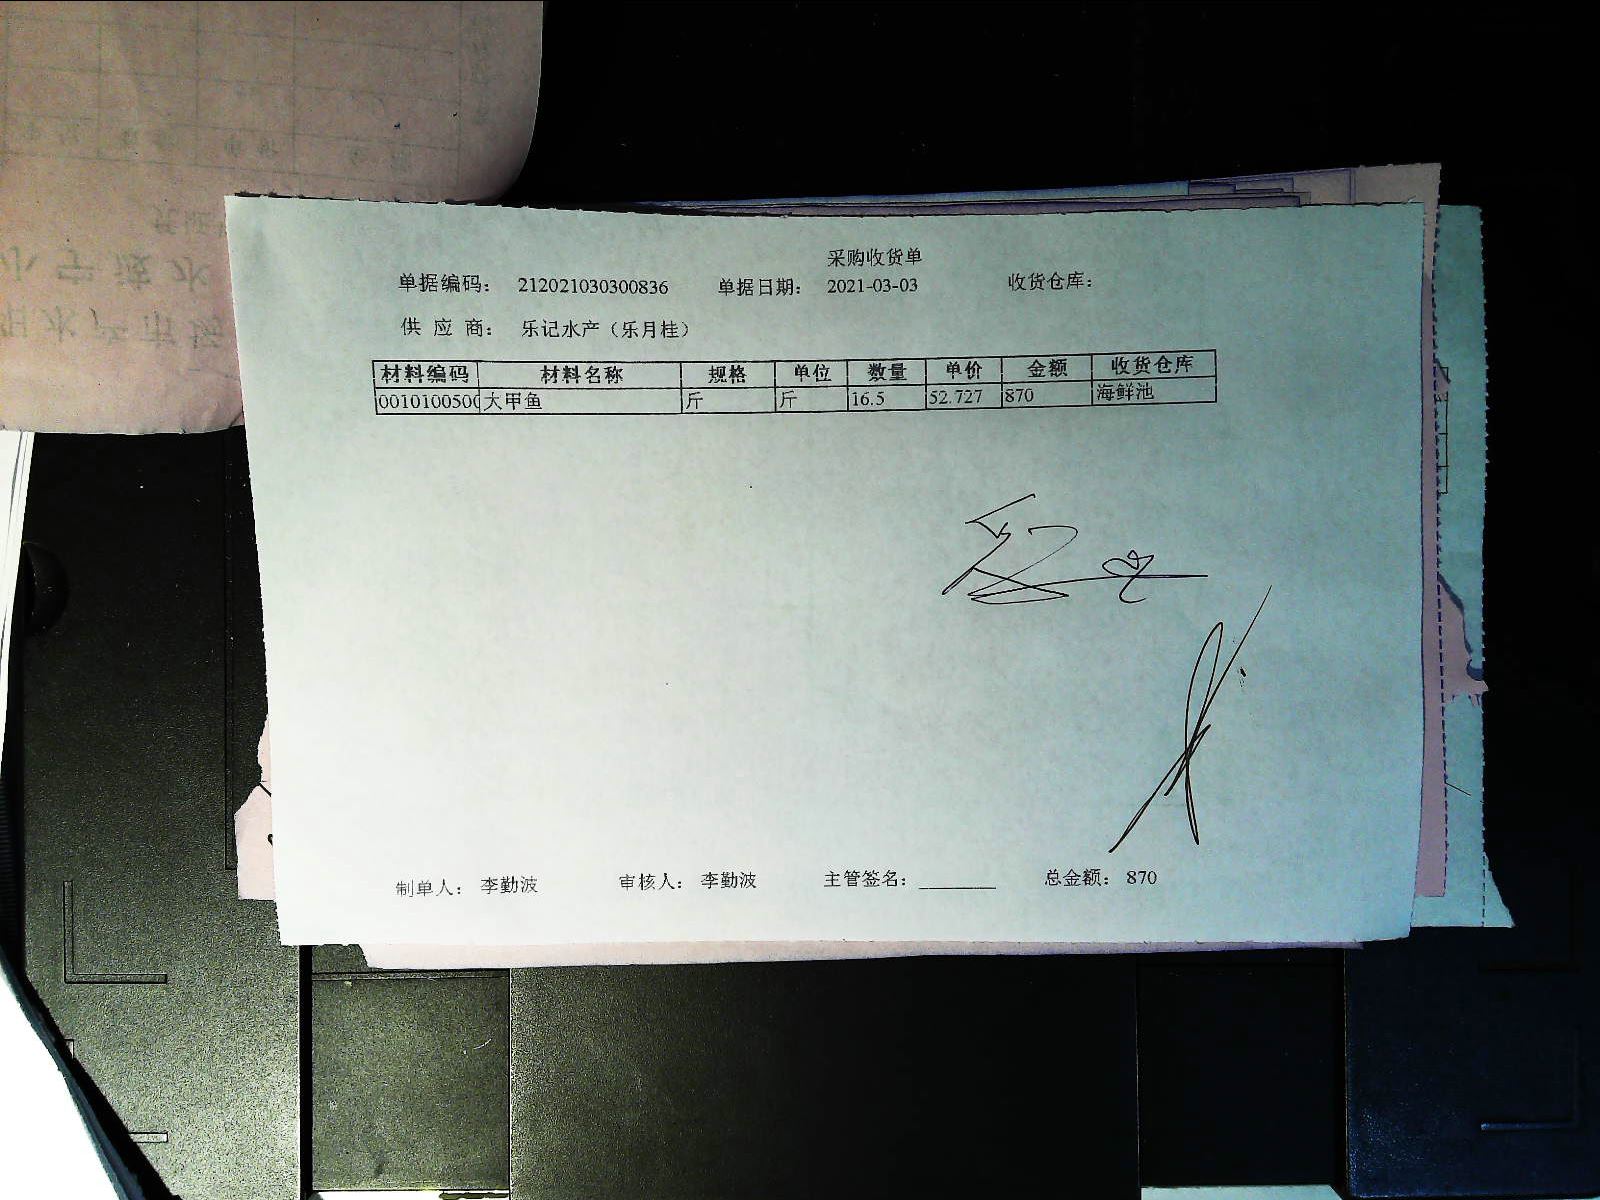 采购收货单
单据编码： 212021030300836 单据日期： 2021-03-03 收货仓库：
供 应 商： 乐记水产（乐月桂）
材料编码 材料名称 规格 单位 数量 单价 金额 收货仓库
0010100500 大甲鱼 斤 斤 16.5 52.727 870 海鲜池
制单人： 李勤波 审核人： 李勤波 主管签名： 总金额： 870